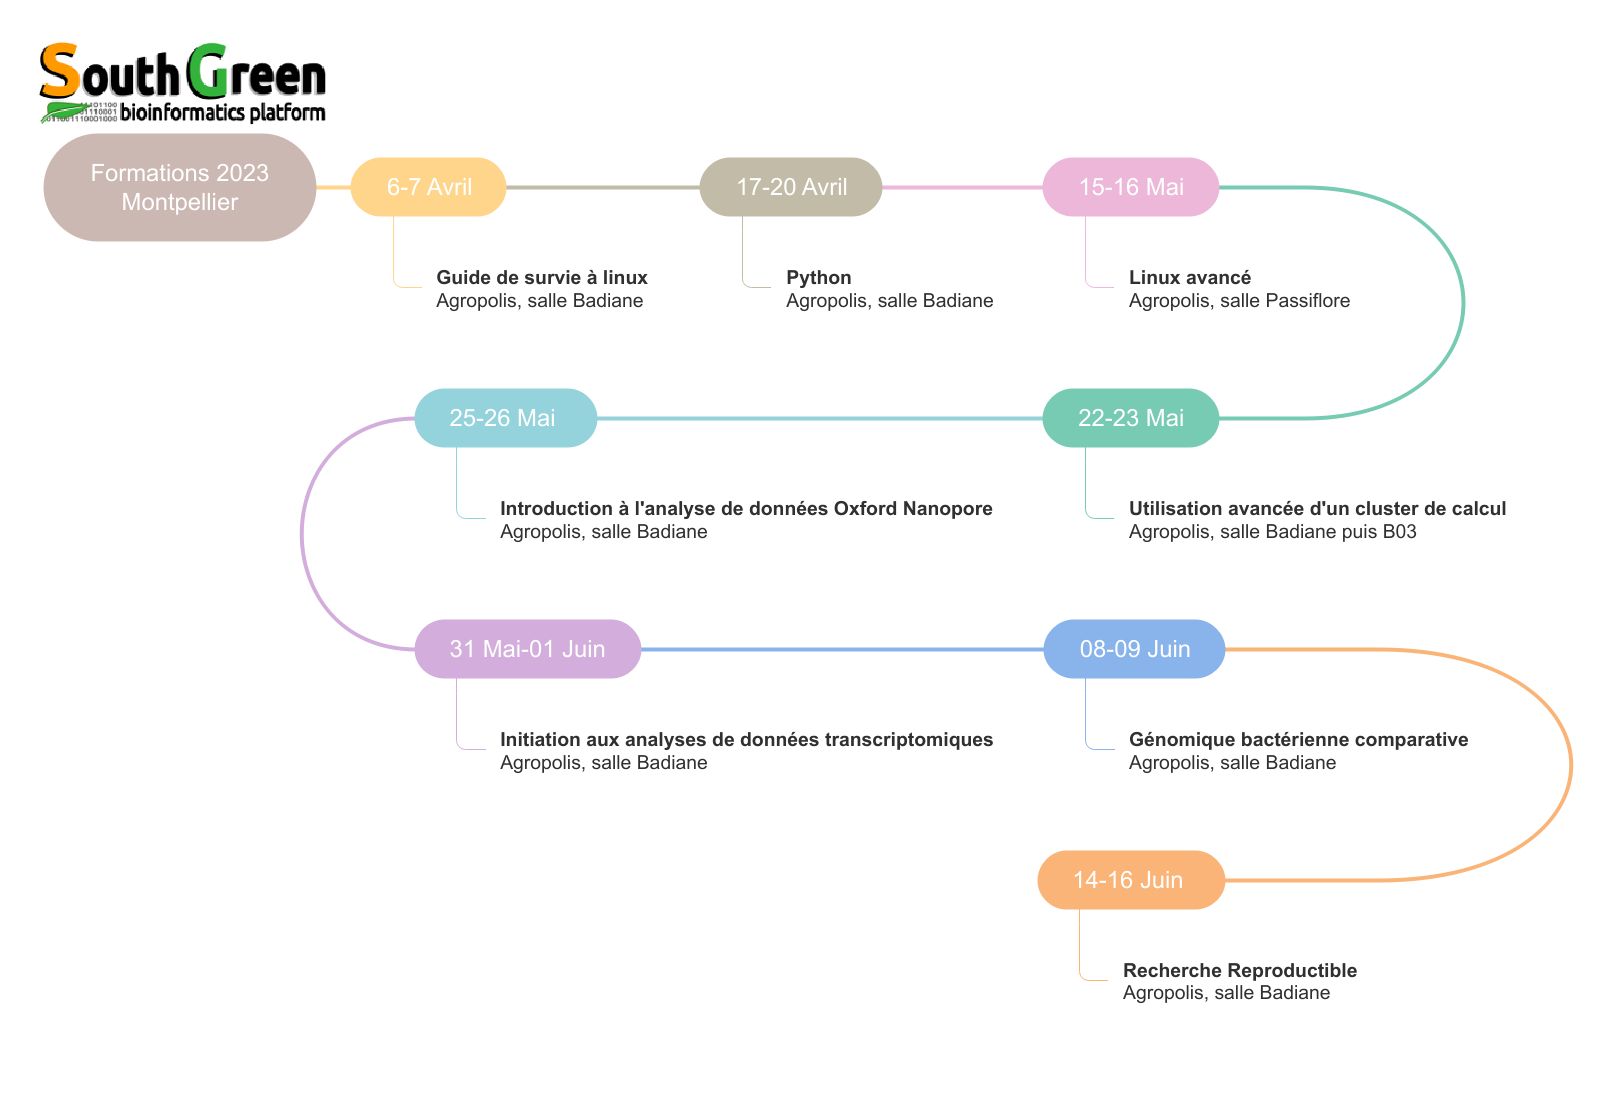 South Green
1101100
01110001
01100111000100​0
bioinformatics platform
Formations 2023
Montpellier
6-7 Avril
Guide de survie à linux
Agropolis, salle Badiane
17-20 Avril
Python
Agropolis, salle Badiane
15-16 Mai
Linux avancé
Agropolis, salle Passiflore
22-23 Mai
Utilisation avancée d'un cluster de calcul
Agropolis, salle Badiane puis B03
25-26 Mai
Introduction à l'analyse de données Oxford Nanopore
Agropolis, salle Badiane
31 Mai-01 Juin
Initiation aux analyses de données transcriptomiques
Agropolis, salle Badiane
08-09 Juin
Génomique bactérienne comparative
Agropolis, salle Badiane
14-16 Juin
Recherche Reproductible
Agropolis, salle Badiane